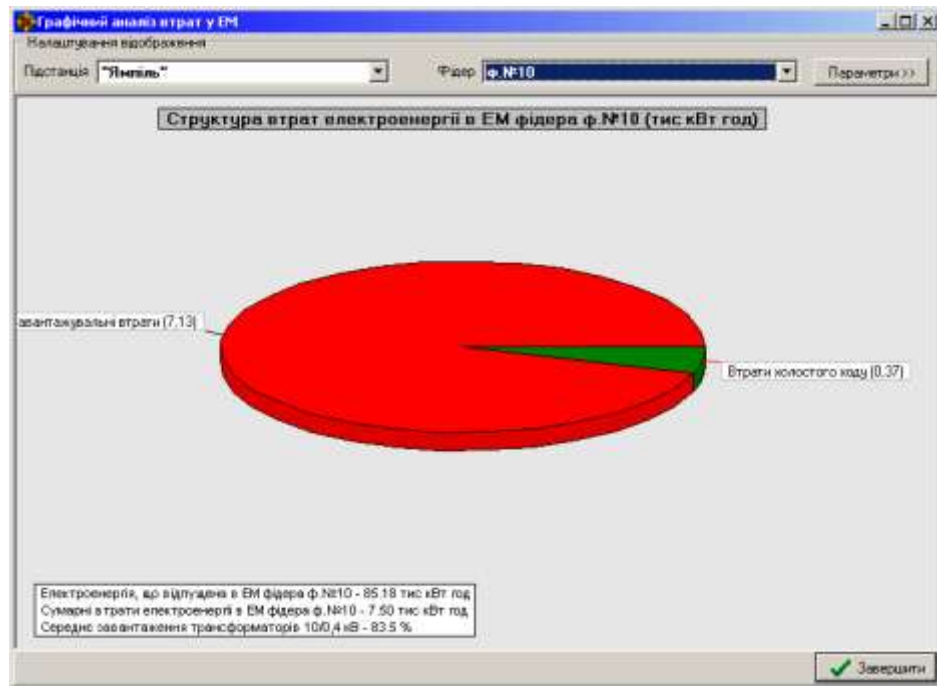 Графічний аналіз втрат у ЕМ
Налаштування відображення
Підстанція "Ямпіль" Фідер ф.№10 Параметри >>
Структура втрат електроенергії в ЕМ фідера ф.№10 (тис кВт год)
авантажувальні втрати (7.13)
Втрати холостого ходу (0.37)
Електроенергія, що відпущена в ЕМ фідера ф.№10 - 85.18 тис кВт год
Сумарні втрати електроенергії в ЕМ фідера ф.№10 - 7.50 тис кВт год
Середнє завантаження трансформаторів 10/0,4 кВ - 83.5 %
Завершити